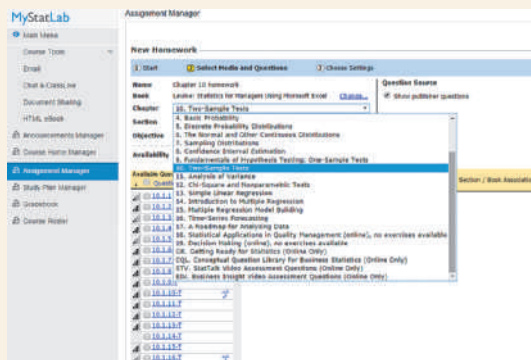 MyStatLab
Main Menu
Course Tools
Email
Chat & ClassLive
Document Sharing
HTML eBook
Announcements Manager
Course Home Manager
Assignment Manager
Study Plan Manager
Gradebook
Course Roster
Assignment Manager
New Homework
1 Start
2 Select Media and Questions
3 Choose Settings
Name Chapter 10 homework
Book Levine: Statistics for Managers Using Microsoft Excel Change...
Chapter 10. Two-Sample Tests
Section
Objective
Availability
Question Source
Show publisher questions
4. Basic Probability
5. Discrete Probability Distributions
6. The Normal and Other Continuous Distributions
7. Sampling Distributions
8. Confidence Interval Estimation
9. Fundamentals of Hypothesis Testing: One-Sample Tests
10. Two-Sample Tests
11. Analysis of Variance
12. Chi-Square and Nonparametric Tests
13. Simple Linear Regression
14. Introduction to Multiple Regression
15. Multiple Regression Model Building
16. Time-Series Forecasting
17. A Roadmap for Analyzing Data
18. Statistical Applications in Quality Management (online), no exercises available
19. Decision Making (online), no exercises available
GR. Getting Ready for Statistics (Online Only)
CQL. Conceptual Question Library for Business Statistics (Online Only)
STV. StatTalk Video Assessment Questions (Online Only)
Business Insight Video Assessment Questions (Online Only)
Available Ques
Section / Book Associatio
10.1.10-T
10.1.11-T
10.1.13-T
10.1.14-T
10.1.15-T
10.1.16-T